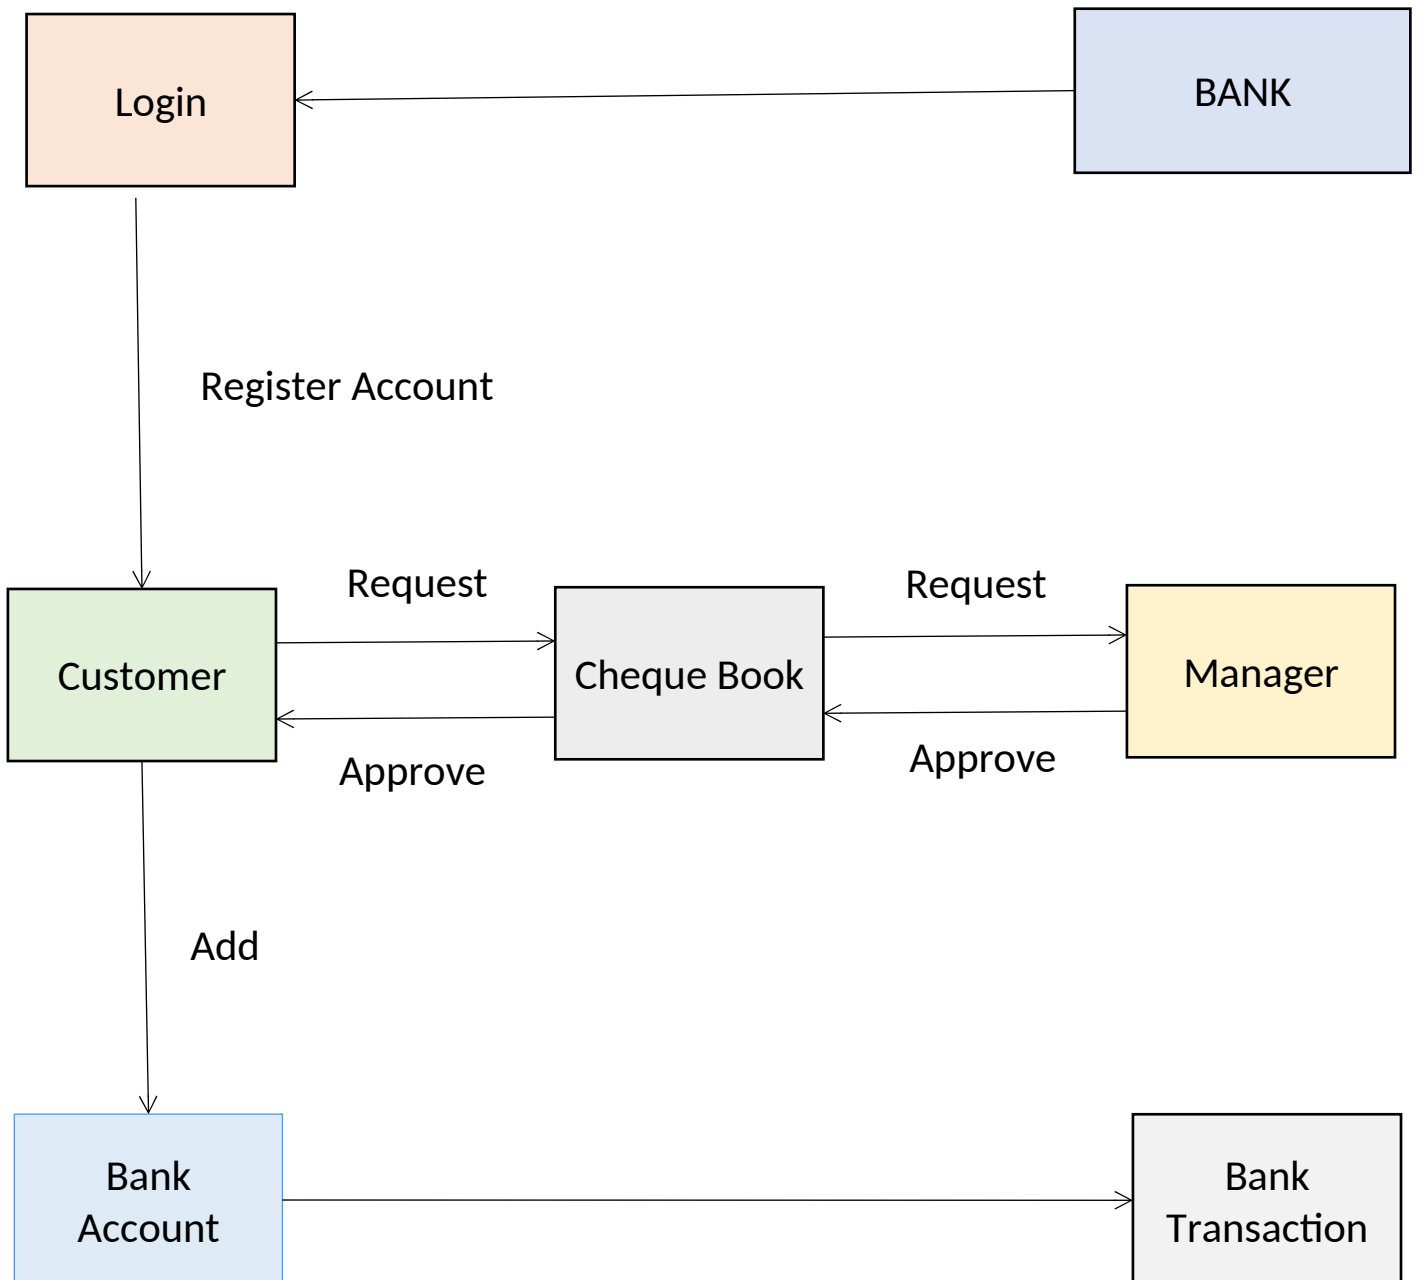 Login
BANK
Register Account
Request
Request
Customer
Cheque Book
Manager
Approve
Approve
Add
Bank
Account
Bank
Transaction